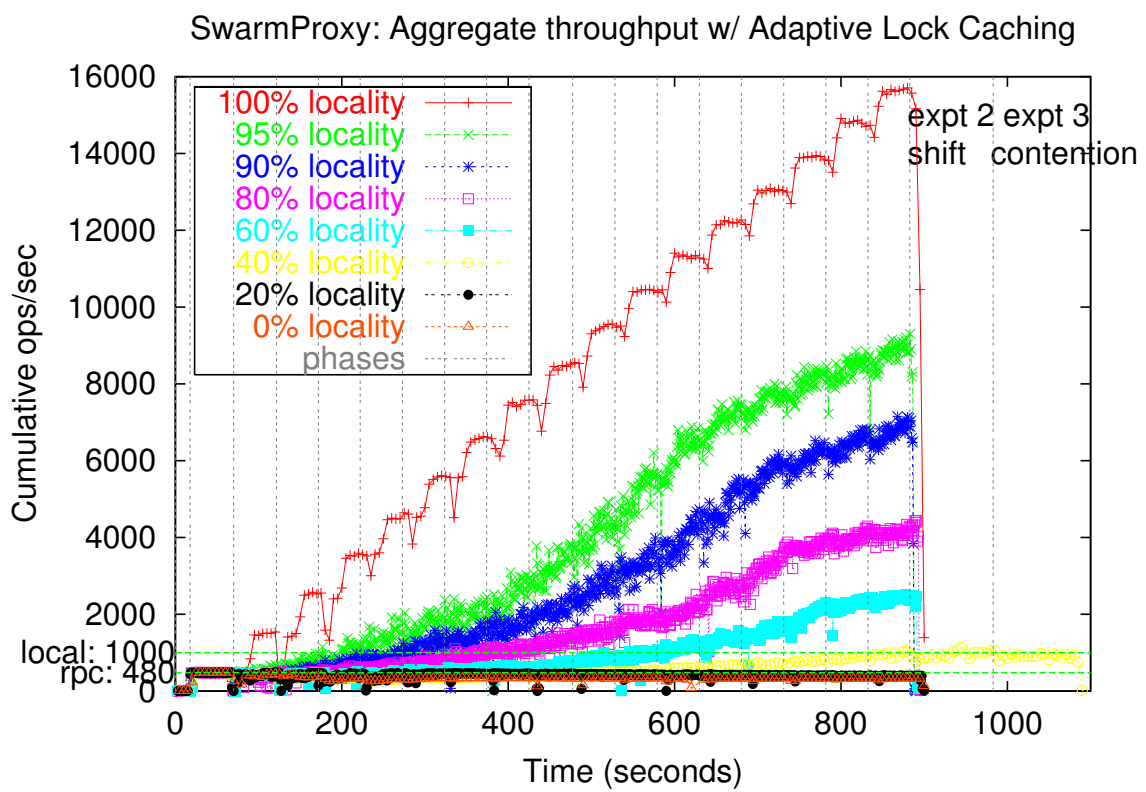 SwarmProxy: Aggregate throughput w/ Adaptive Lock Caching
Cumulative ops/sec
16000
14000
12000
10000
8000
6000
4000
2000
0
local: 1000
rpc: 480
100% locality
95% locality
90% locality
80% locality
60% locality
40% locality
20% locality
0% locality
phases
expt 2 expt 3
shift contention
0 200 400 600 800 1000
Time (seconds)